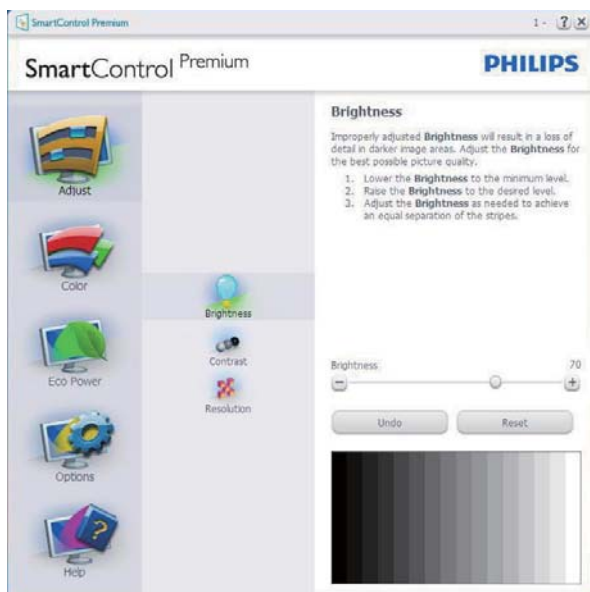 SmartControl Premium
1 -
?
X
SmartControl Premium
PHILIPS
Adjust
Color
Eco Power
Options
Help
Brightness
Contrast
Resolution
Brightness
Improperly adjusted Brightness will result in a loss of
detail in darker image areas. Adjust the Brightness for
the best possible picture quality.
1. Lower the Brightness to the minimum level.
2. Raise the Brightness to the desired level.
3. Adjust the Brightness as needed to achieve
an equal separation of the stripes.
Brightness 70
Undo Reset